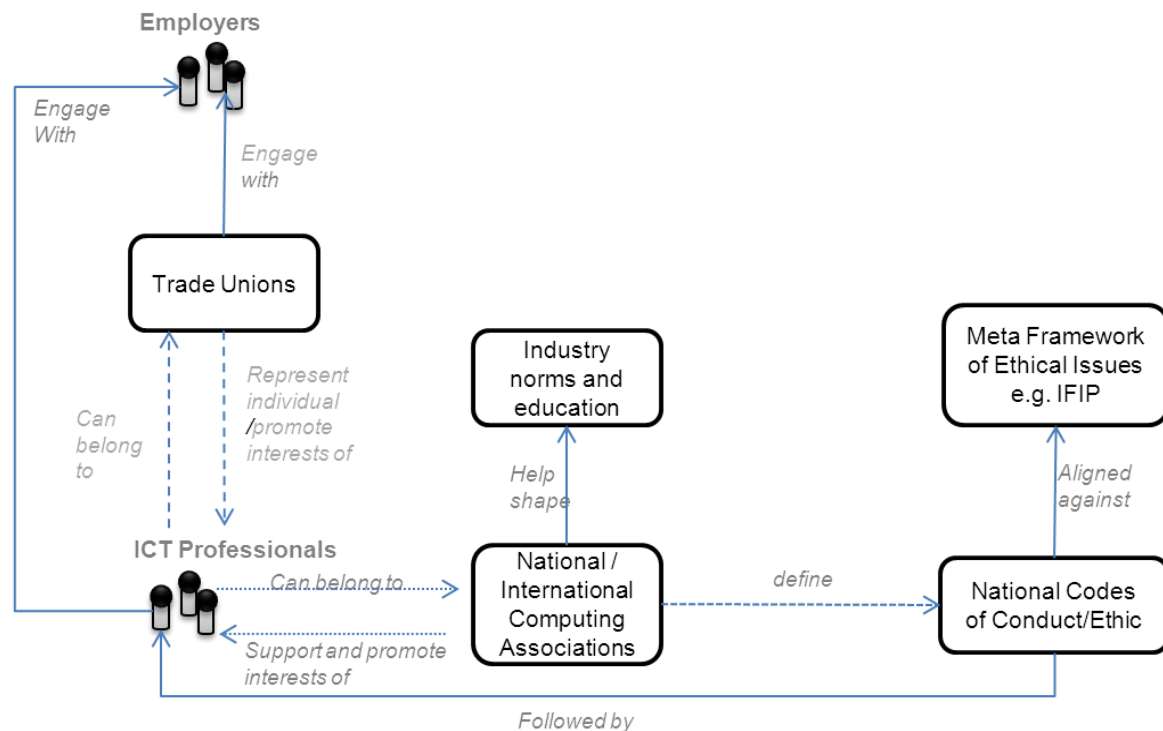 Employers
Engage
With
Engage
with
Trade Unions
Represent
individual
/promote
interests of
Can
belong
to
Industry
norms and
education
Meta Framework
of Ethical Issues
e.g. IFIP
Help
shape
Aligned
against
ICT Professionals
Can belong to
National /
International
Computing
Associations
define
National Codes
of Conduct/Ethic
Support and promote
interests of
Followed by